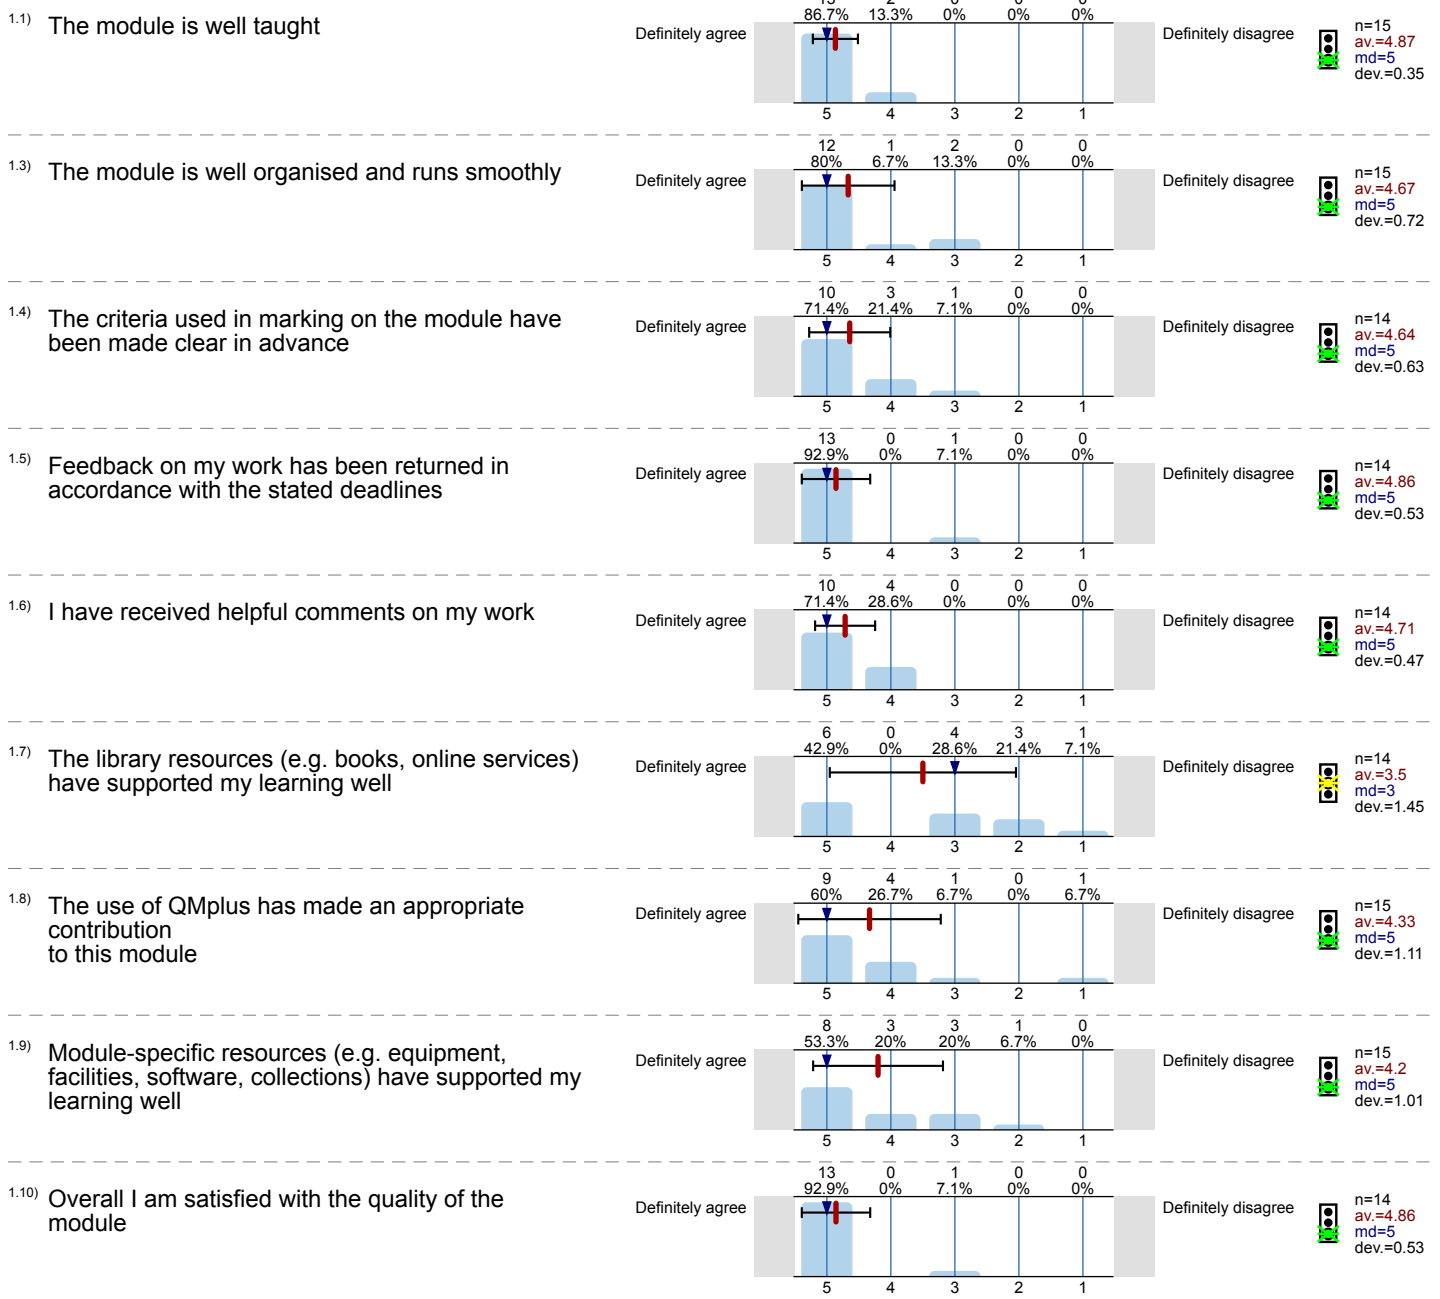 13 2 0 0 0
86.7% 13.3% 0% 0% 0%
1.1) The module is well taught
Definitely agree Definitely disagree
n=15
av.=4.87
md=5
dev.=0.35
5 4 3 2 1
12 1 2 0 0
80% 6.7% 13.3% 0% 0%
1.3) The module is well organised and runs smoothly
Definitely agree Definitely disagree
n=15
av.=4.67
md=5
dev.=0.72
5 4 3 2 1
10 3 1 0 0
71.4% 21.4% 7.1% 0% 0%
1.4) The criteria used in marking on the module have
been made clear in advance
Definitely agree Definitely disagree
n=14
av.=4.64
md=5
dev.=0.63
5 4 3 2 1
13 0 1 0 0
92.9% 0% 7.1% 0% 0%
1.5) Feedback on my work has been returned in
accordance with the stated deadlines
Definitely agree Definitely disagree
n=14
av.=4.86
md=5
dev.=0.53
5 4 3 2 1
10 4 0 0 0
71.4% 28.6% 0% 0% 0%
1.6) I have received helpful comments on my work
Definitely agree Definitely disagree
n=14
av.=4.71
md=5
dev.=0.47
5 4 3 2 1
6 0 4 3 1
42.9% 0% 28.6% 21.4% 7.1%
1.7) The library resources (e.g. books, online services)
have supported my learning well
Definitely agree Definitely disagree
n=14
av.=3.5
md=3
dev.=1.45
5 4 3 2 1
9 4 1 0 1
60% 26.7% 6.7% 0% 6.7%
1.8) The use of QMplus has made an appropriate
contribution
to this module
Definitely agree Definitely disagree
n=15
av.=4.33
md=5
dev.=1.11
5 4 3 2 1
8 3 3 1 0
53.3% 20% 20% 6.7% 0%
1.9) Module-specific resources (e.g. equipment,
facilities, software, collections) have supported my
learning well
Definitely agree Definitely disagree
n=15
av.=4.2
md=5
dev.=1.01
5 4 3 2 1
13 0 1 0 0
92.9% 0% 7.1% 0% 0%
1.10) Overall I am satisfied with the quality of the
module
Definitely agree Definitely disagree
n=14
av.=4.86
md=5
dev.=0.53
5 4 3 2 1